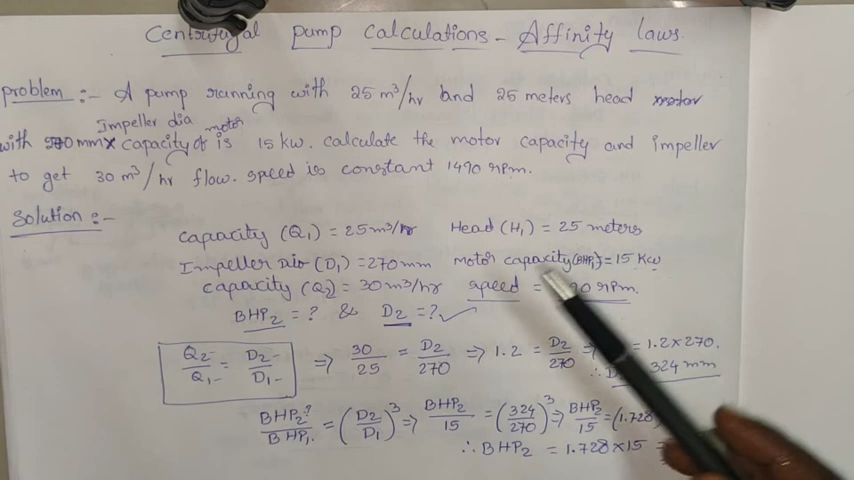 Centrifugal pump calculations - Affinity laws.
problem :- A pump running with 25 m³/hr and 25 meters head
Impeller dia motor
with mm capacity is 15 kw. calculate the motor capacity and impeller
to get 30 m³/hr flow. speed is constant 1490 rpm.
Solution :-
capacity (Q₁) = 25 m³/hr Head (H₁) = 25 meters
Impeller Dia (D₁) = 270 mm motor capacity (BHP₁) = 15 Kw
capacity (Q₂) = 30 m³/hr speed = 90 rpm.
BHP₂ = ? & D₂ = ? ✓
Q₂/Q₁ = D₂/D₁ ⇒ 30/25 = D₂/270 ⇒ 1.2 = D₂/270 ⇒ = 1.2 × 270.
∴ D 324 mm
BHP₂?/BHP₁ = (D₂/D₁)³ ⇒ BHP₂/15 = (324/270)³ ⇒ BHP₂/15 = (1.728
∴ BHP₂ = 1.728 × 15 =